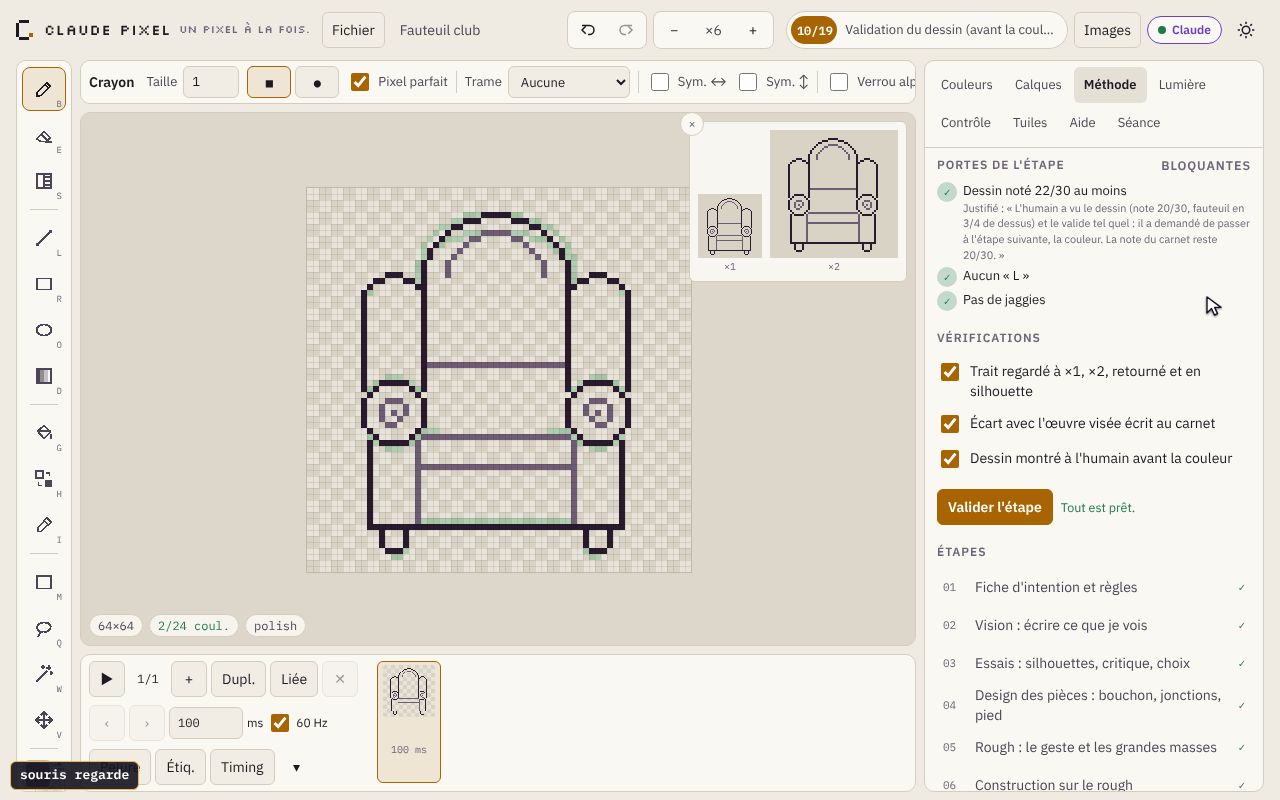 CLAUDE PIXEL UN PIXEL À LA FOIS. Fichier Fauteuil club − ×6 + 10/19 Validation du dessin (avant la coul… Images Claude
Crayon Taille 1 Pixel parfait Trame Aucune Sym. ↔ Sym. ↕ Verrou alp
B
E
S
L
R
O
D
G
H
I
M
Q
W
V
×
×1 ×2
64×64 2/24 coul. polish
1/1 + Dupl. Liée ×
‹ › 100 ms 60 Hz
Étiq. Timing ▼
100 ms
souris regarde
Couleurs Calques Méthode Lumière
Contrôle Tuiles Aide Séance
PORTES DE L'ÉTAPE BLOQUANTES
✓ Dessin noté 22/30 au moins
Justifié : « L'humain a vu le dessin (note 20/30, fauteuil en
3/4 de dessus) et le valide tel quel : il a demandé de passer
à l'étape suivante, la couleur. La note du carnet reste
20/30. »
✓ Aucun « L »
✓ Pas de jaggies
VÉRIFICATIONS
Trait regardé à ×1, ×2, retourné et en
silhouette
Écart avec l'œuvre visée écrit au carnet
Dessin montré à l'humain avant la couleur
Valider l'étape Tout est prêt.
ÉTAPES
01 Fiche d'intention et règles ✓
02 Vision : écrire ce que je vois ✓
03 Essais : silhouettes, critique, choix ✓
04 Design des pièces : bouchon, jonctions,
pied ✓
05 Rough : le geste et les grandes masses ✓
06 Construction sur le rough ✓